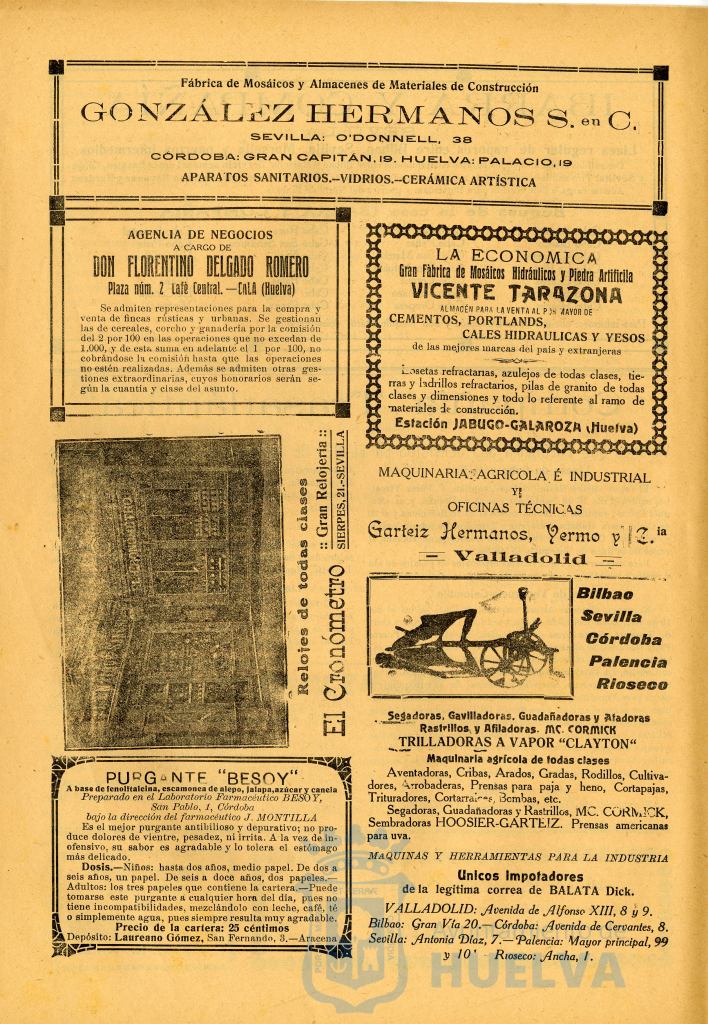 Fábrica de Mosáicos y Almacenes de Materiales de Construcción
GONZÁLEZ HERMANOS S. en C.
SEVILLA: O'DONNELL, 38
CÓRDOBA: GRAN CAPITÁN, 19. HUELVA: PALACIO, 19
APARATOS SANITARIOS.—VIDRIOS.—CERÁMICA ARTÍSTICA
AGENCIA DE NEGOCIOS
A CARGO DE
DON FLORENTINO DELGADO ROMERO
Plaza núm. 2 Café Central.—CALA (Huelva)
Se admiten representaciones para la compra y
venta de fincas rústicas y urbanas. Se gestionan
las de cereales, corcho y ganadería por la comisión
del 2 por 100 en las operaciones que no excedan de
1.000, y de esta suma en adelante el 1 por 100, no
cobrándose la comisión hasta que las operaciones
no estén realizadas. Además se admiten otras ges-
tiones extraordinarias, cuyos honorarios serán se-
gún la cuantía y clase del asunto.
LA ECONOMICA
Gran Fábrica de Mosáicos Hidráulicos y Piedra Artificila
VICENTE TARAZONA
ALMACÉN PARA LA VENTA AL POR MAYOR DE
CEMENTOS, PORTLANDS,
CALES HIDRAULICAS Y YESOS
de las mejores marcas del país y extranjeras
Losetas refractarias, azulejos de todas clases, tie-
rras y ladrillos refractarios, pilas de granito de todas
clases y dimensiones y todo lo referente al ramo de
materiales de construcción.
Estación JABUGO-GALAROZA (Huelva)
Relojes de todas clases
El Cronómetro
:: Gran Relojería ::
SIERPES, 21.-SEVILLA
MAQUINARIA AGRICOLA É INDUSTRIAL
Y
OFICINAS TÉCNICAS
Garteiz Hermanos, Yermo y C.ia
— Valladolid —
Bilbao
Sevilla
Córdoba
Palencia
Rioseco
Segadoras, Gavilladoras, Guadañadoras y Atadoras
Rastrillos y Afiladoras. MC. CORMICK
TRILLADORAS A VAPOR "CLAYTON"
Maquinaria agrícola de todas clases
Aventadoras, Cribas, Arados, Gradas, Rodillos, Cultiva-
dores, Arrobaderas, Prensas para paja y heno, Cortapajas,
Trituradores, Cortarraíces, Bombas, etc.
Segadoras, Guadañadoras y Rastrillos, MC. CORMICK,
Sembradoras HOOSIER-GARTEIZ. Prensas americanas
para uva.
MAQUINAS Y HERRAMIENTAS PARA LA INDUSTRIA
Unicos Impotadores
de la legitima correa de BALATA Dick.
VALLADOLID: Avenida de Alfonso XIII, 8 y 9.
Bilbao: Gran Vía 20.—Córdoba: Avenida de Cervantes, 8.
Sevilla: Antonia Díaz, 7.—Palencia: Mayor principal, 99
y 10 - RIOSECO: Ancha, 1.
PURGANTE "BESOY"
A base de fenolftaleina, escamonea de alepo, jalapa, azúcar y canela
Preparado en el Laboratorio Farmacéutico BESOY,
San Pablo, 1, Córdoba
bajo la dirección del farmacéutico J. MONTILLA
Es el mejor purgante antibilioso y depurativo; no pro-
duce dolores de vientre, pesadez, ni irrita. A la vez de in-
ofensivo, su sabor es agradable y lo tolera el estómago
más delicado.
Dosis.—Niños: hasta dos años, medio papel. De dos a
seis años, un papel. De seis a doce años, dos papeles.—
Adultos: los tres papeles que contiene la cartera.—Puede
tomarse este purgante a cualquier hora del día, pues no
tiene incompatibilidades, mezclándolo con leche, café, té
o simplemente agua, pues siempre resulta muy agradable.
Precio de la cartera: 25 céntimos
Depósito: Laureano Gómez, San Fernando, 3.—Aracena
HUELVA